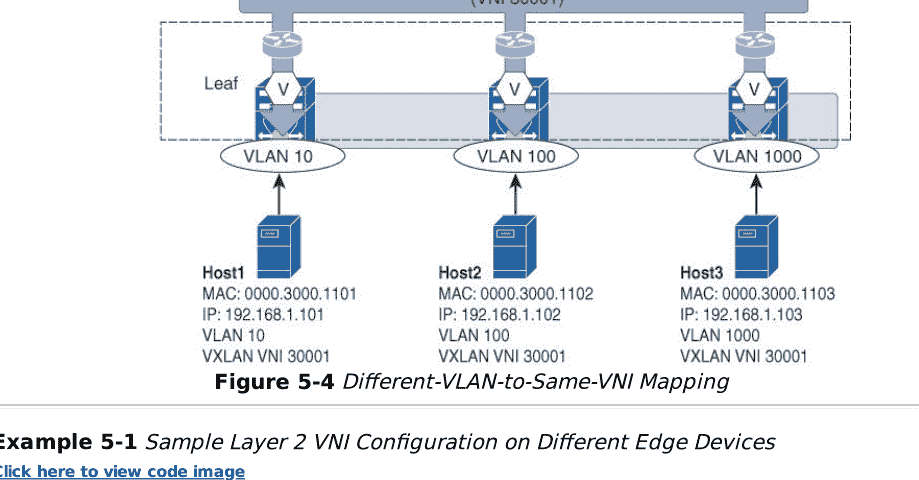 (VNI 30001)
Leaf
V V V
VLAN 10 VLAN 100 VLAN 1000
Host1 Host2 Host3
MAC: 0000.3000.1101 MAC: 0000.3000.1102 MAC: 0000.3000.1103
IP: 192.168.1.101 IP: 192.168.1.102 IP: 192.168.1.103
VLAN 10 VLAN 100 VLAN 1000
VXLAN VNI 30001 VXLAN VNI 30001 VXLAN VNI 30001
Figure 5-4 Different-VLAN-to-Same-VNI Mapping
Example 5-1 Sample Layer 2 VNI Configuration on Different Edge Devices
Click here to view code image